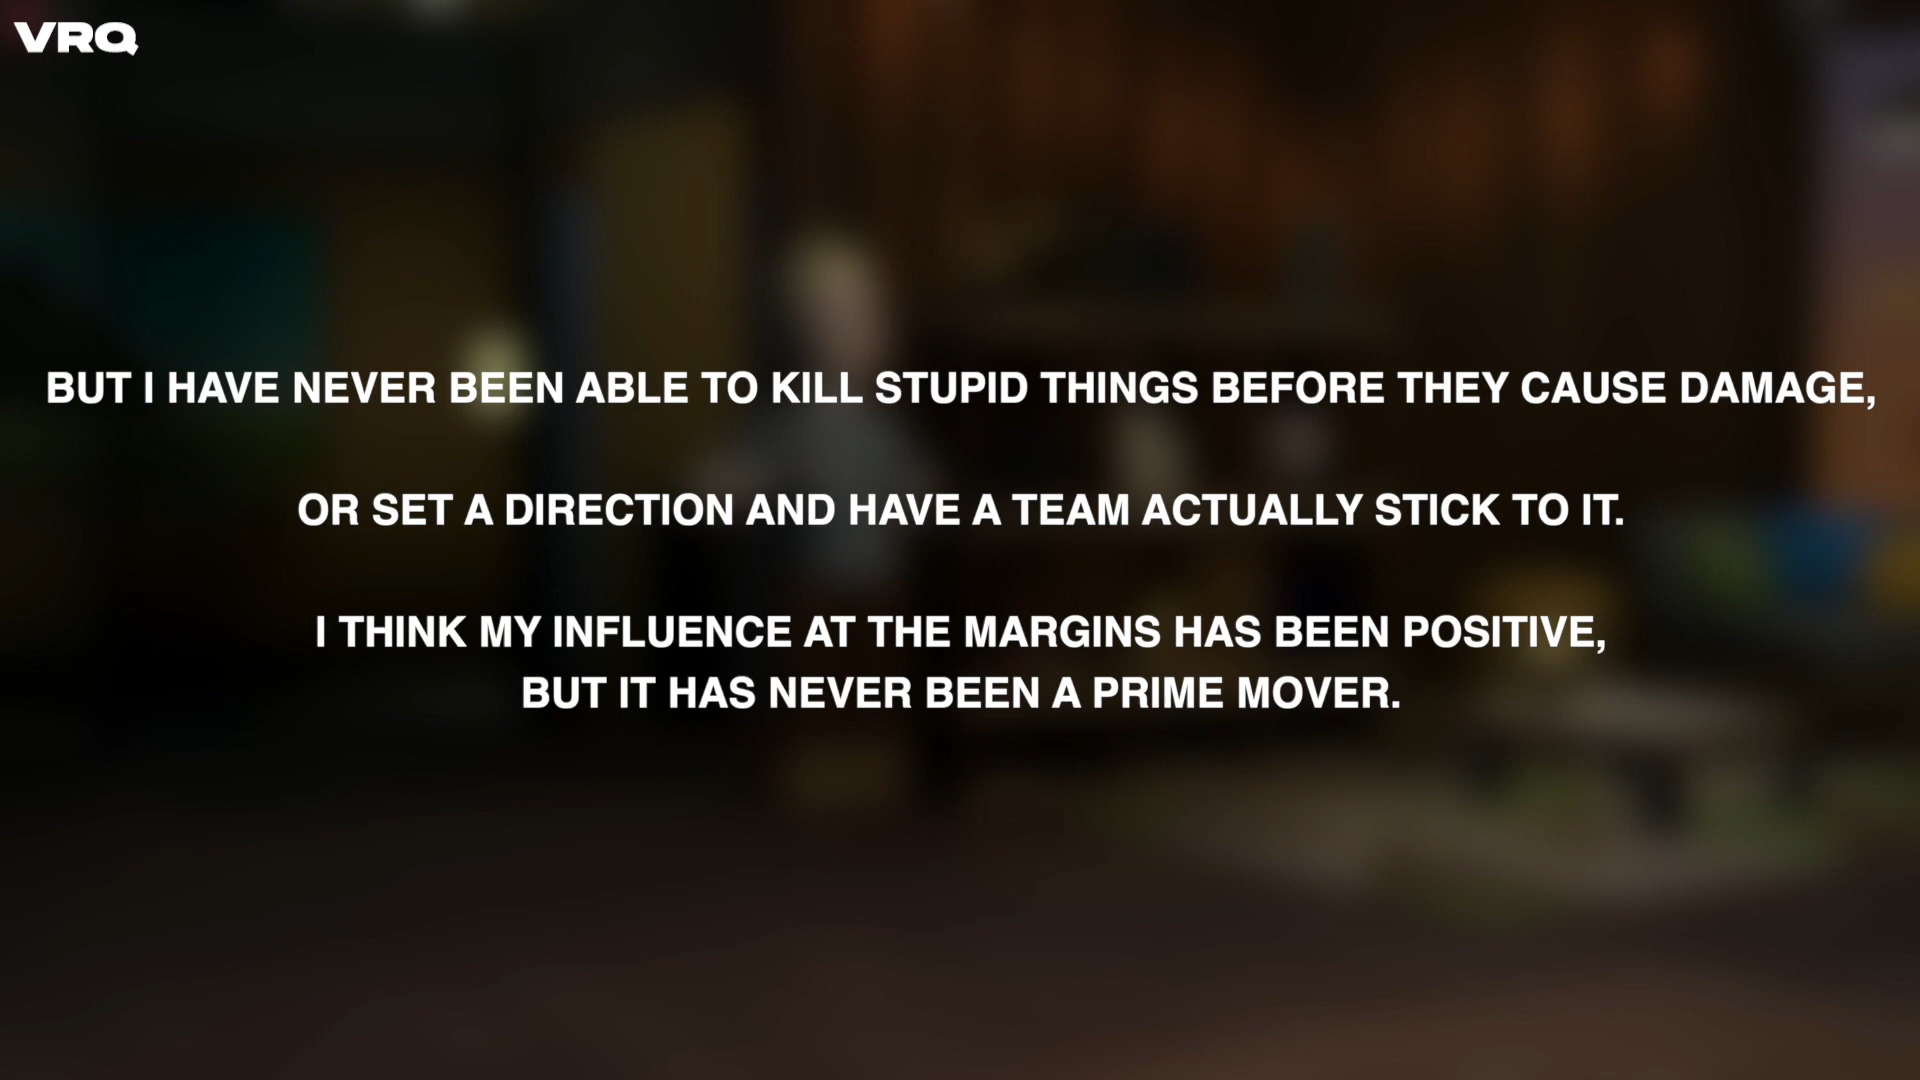 VRQ
BUT I HAVE NEVER BEEN ABLE TO KILL STUPID THINGS BEFORE THEY CAUSE DAMAGE,
OR SET A DIRECTION AND HAVE A TEAM ACTUALLY STICK TO IT.
I THINK MY INFLUENCE AT THE MARGINS HAS BEEN POSITIVE,
BUT IT HAS NEVER BEEN A PRIME MOVER.